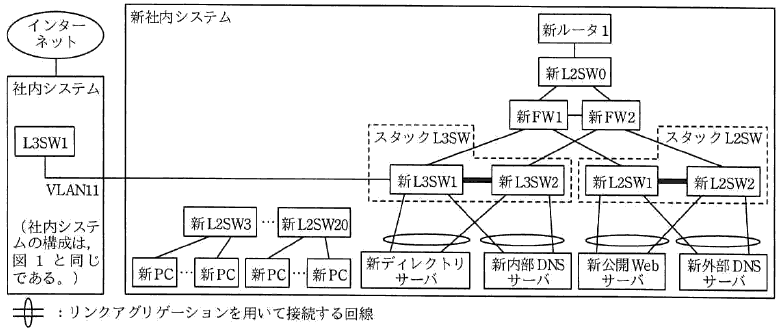 インター
ネット
社内システム
L3SW1
VLAN11
(社内システ
ムの構成は,
図1と同じ
である。)
新社内システム
新ルータ1
新L2SW0
新FW1
新FW2
スタックL3SW
スタックL2SW
新L3SW1
新L3SW2
新L2SW1
新L2SW2
新L2SW3
…
新L2SW20
新PC
…
新PC
新PC
…
新PC
新ディレクトリ
サーバ
新内部DNS
サーバ
新公開Web
サーバ
新外部DNS
サーバ
:リンクアグリゲーションを用いて接続する回線